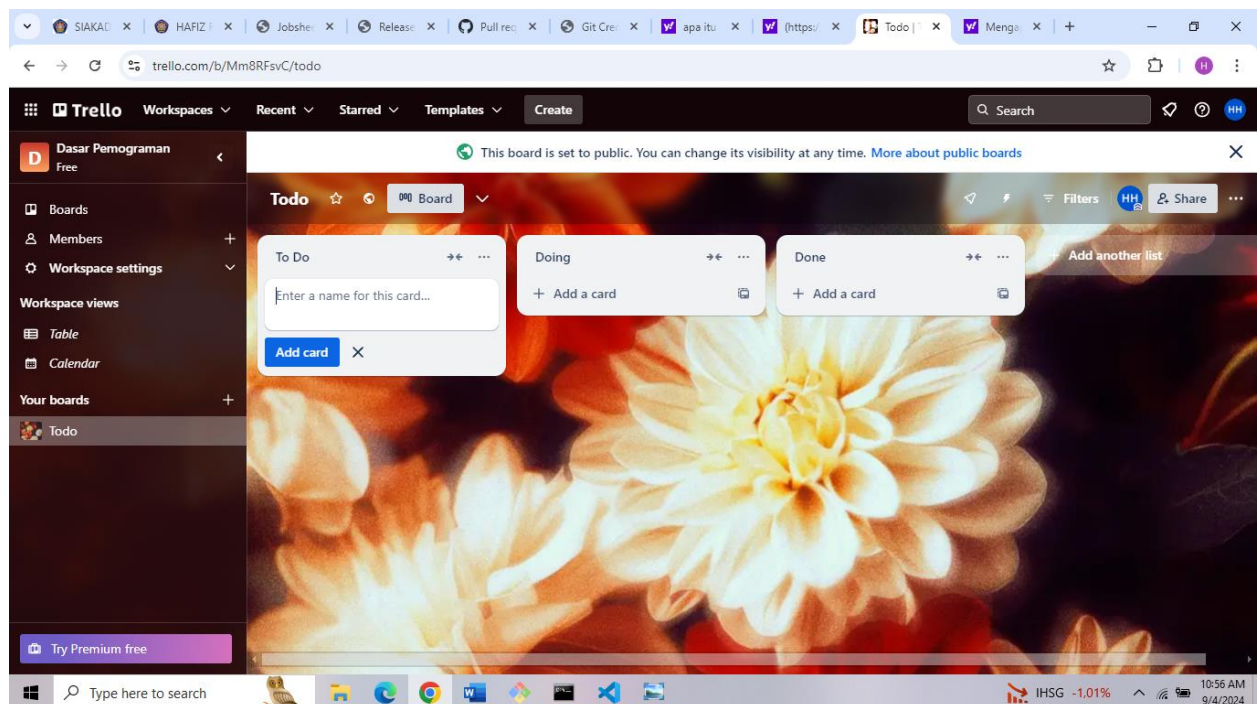 SIAKAD HAFIZ Jobshe Release Pull req Git Cre apa itu (https:/ Todo | Menga
trello.com/b/Mm8RFsvC/todo
H
Trello Workspaces Recent Starred Templates Create Search HH
D Dasar Pemograman
Free
This board is set to public. You can change its visibility at any time. More about public boards
Todo Board Filters HH Share
Boards
Members
Workspace settings
Workspace views
Table
Calendar
Your boards
Todo
Try Premium free
To Do
Enter a name for this card...
Add card
Doing
+ Add a card
Done
+ Add a card
+ Add another list
Type here to search
IHSG -1,01%
10:56 AM
9/4/2024